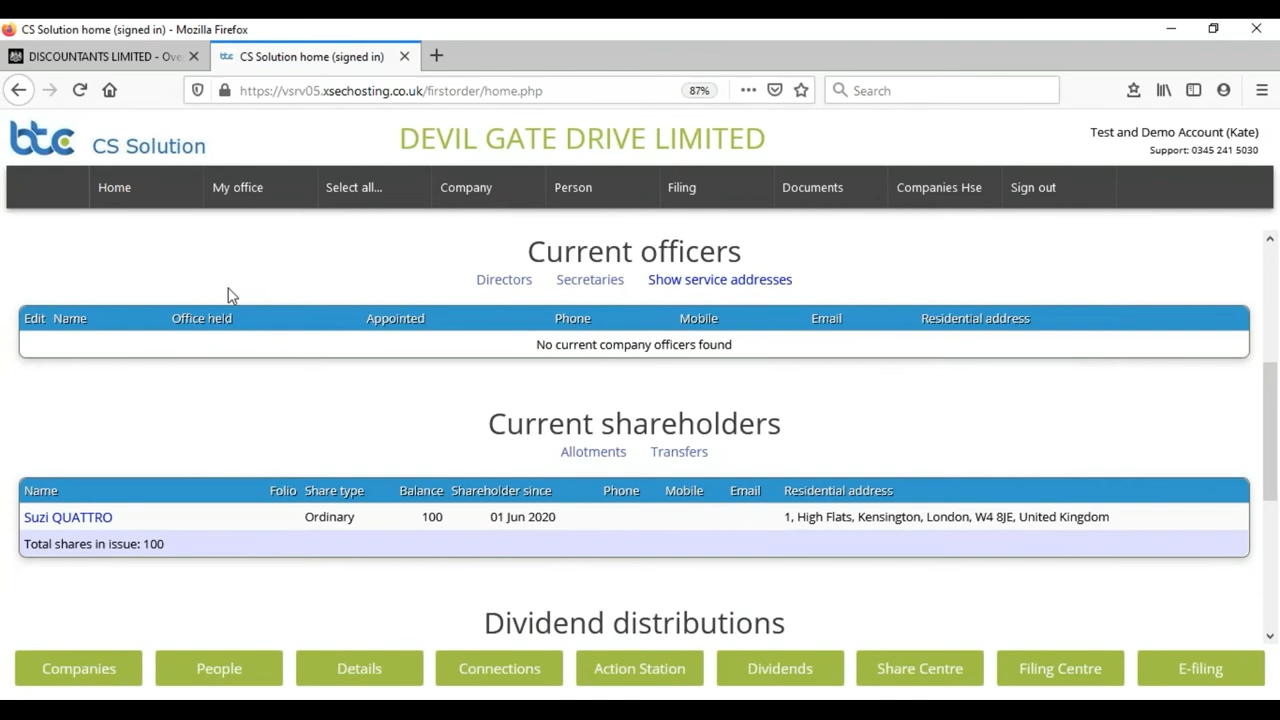 CS Solution home (signed in) - Mozilla Firefox
DISCOUNTANTS LIMITED - Ove
CS Solution home (signed in)
https://vsrv05.xsechosting.co.uk/firstorder/home.php
87%
Search
btc CS Solution
DEVIL GATE DRIVE LIMITED
Test and Demo Account (Kate)
Support: 0345 241 5030
Home My office Select all... Company Person Filing Documents Companies Hse Sign out
Current officers
Directors Secretaries Show service addresses
Edit Name Office held Appointed Phone Mobile Email Residential address
No current company officers found
Current shareholders
Allotments Transfers
Name Folio Share type Balance Shareholder since Phone Mobile Email Residential address
Suzi QUATTRO Ordinary 100 01 Jun 2020 1, High Flats, Kensington, London, W4 8JE, United Kingdom
Total shares in issue: 100
Dividend distributions
Companies People Details Connections Action Station Dividends Share Centre Filing Centre E-filing